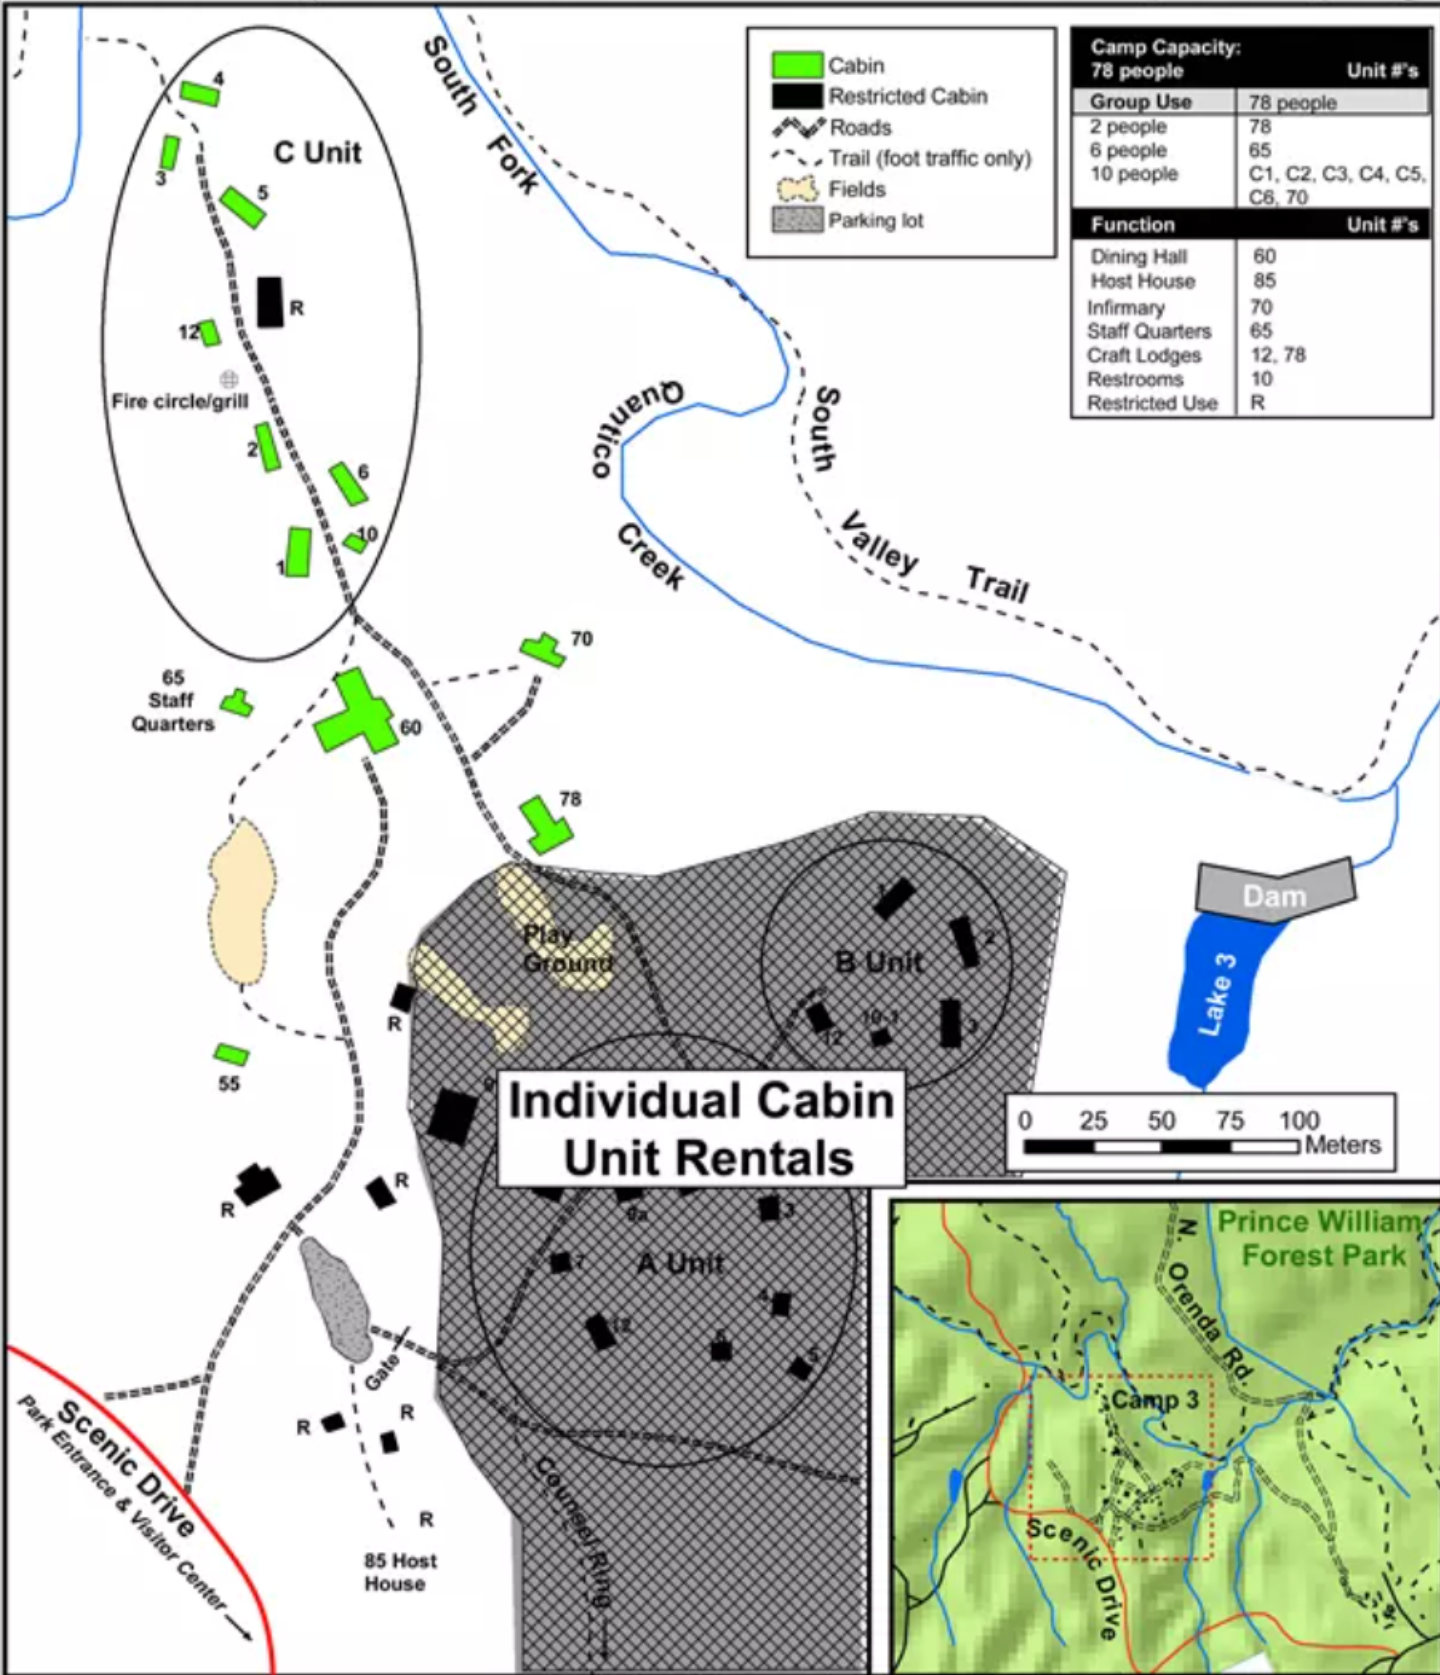 Cabin
Restricted Cabin
Roads
Trail (foot traffic only)
Fields
Parking lot
Camp Capacity:
78 people Unit #'s
Group Use 78 people
2 people 78
6 people 65
10 people C1, C2, C3, C4, C5,
C6, 70
Function Unit #'s
Dining Hall 60
Host House 85
Infirmary 70
Staff Quarters 65
Craft Lodges 12, 78
Restrooms 10
Restricted Use R
South Fork
Quantico
Creek
South
Valley
Trail
4
C Unit
3
5
R
12
Fire circle/grill
2
6
10
1
70
65
Staff
Quarters
60
78
Play
Ground
1
2
B Unit
12
10-1
3
R
55
R
R
Dam
Lake 3
Individual Cabin
Unit Rentals
0 25 50 75 100
Meters
9a
3
7
A Unit
4
12
6
5
Gate
R
R
R
85 Host
House
Counsel Ring
Scenic Drive
Park Entrance & Visitor Center
Prince William
Forest Park
N. Orenda Rd.
Camp 3
Scenic Drive